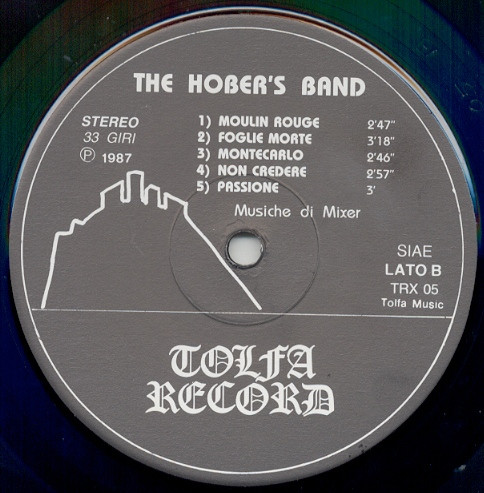 THE HOBER'S BAND
STEREO
33 GIRI
Ⓟ 1987
1) MOULIN ROUGE 2'47"
2) FOGLIE MORTE 3'18"
3) MONTECARLO 2'46"
4) NON CREDERE 2'57"
5) PASSIONE 3'
Musiche di Mixer
SIAE
LATO B
TRX 05
Tolfa Music
TOLFA
RECORD